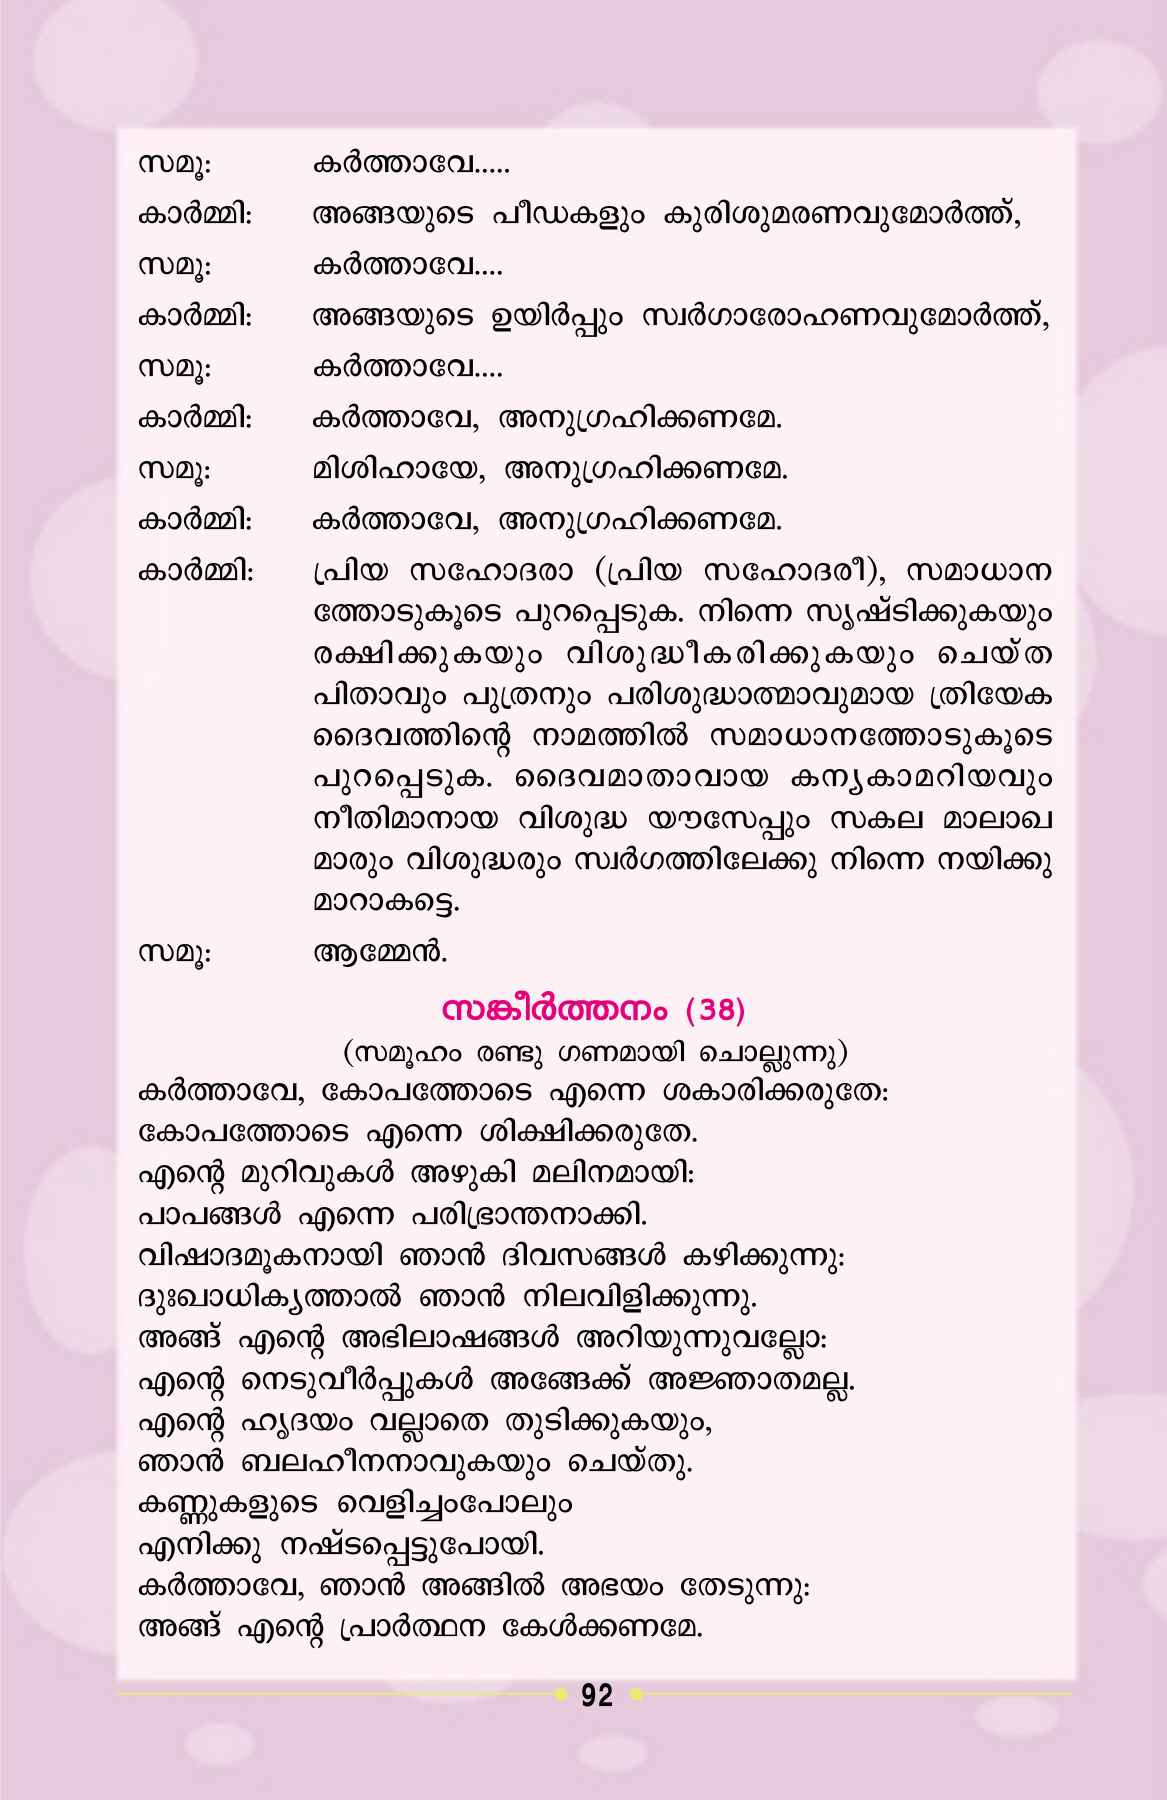 സമൂ: കർത്താവേ.....
കാർമ്മി: അങ്ങയുടെ പീഡകളും കുരിശുമരണവുമോർത്ത്,
സമൂ: കർത്താവേ....
കാർമ്മി: അങ്ങയുടെ ഉയിർപ്പും സ്വർഗാരോഹണവുമോർത്ത്,
സമൂ: കർത്താവേ....
കാർമ്മി: കർത്താവേ, അനുഗ്രഹിക്കണമേ.
സമൂ: മിശിഹായേ, അനുഗ്രഹിക്കണമേ.
കാർമ്മി: കർത്താവേ, അനുഗ്രഹിക്കണമേ.
കാർമ്മി: പ്രിയ സഹോദരാ (പ്രിയ സഹോദരീ), സമാധാന
ത്തോടുകൂടെ പുറപ്പെടുക. നിന്നെ സൃഷ്ടിക്കുകയും
രക്ഷിക്കുകയും വിശുദ്ധീകരിക്കുകയും ചെയ്ത
പിതാവും പുത്രനും പരിശുദ്ധാത്മാവുമായ ത്രിയേക
ദൈവത്തിന്റെ നാമത്തിൽ സമാധാനത്തോടുകൂടെ
പുറപ്പെടുക. ദൈവമാതാവായ കന്യകാമറിയവും
നീതിമാനായ വിശുദ്ധ യൗസേപ്പും സകല മാലാഖ
മാരും വിശുദ്ധരും സ്വർഗത്തിലേക്കു നിന്നെ നയിക്കു
മാറാകട്ടെ.
സമൂ: ആമ്മേൻ.
സങ്കീർത്തനം (38)
(സമൂഹം രണ്ടു ഗണമായി ചൊല്ലുന്നു)
കർത്താവേ, കോപത്തോടെ എന്നെ ശകാരിക്കരുതേ:
കോപത്തോടെ എന്നെ ശിക്ഷിക്കരുതേ.
എന്റെ മുറിവുകൾ അഴുകി മലിനമായി:
പാപങ്ങൾ എന്നെ പരിഭ്രാന്തനാക്കി.
വിഷാദമൂകനായി ഞാൻ ദിവസങ്ങൾ കഴിക്കുന്നു:
ദുഃഖാധിക്യത്താൽ ഞാൻ നിലവിളിക്കുന്നു.
അങ്ങ് എന്റെ അഭിലാഷങ്ങൾ അറിയുന്നുവല്ലോ:
എന്റെ നെടുവീർപ്പുകൾ അങ്ങേക്ക് അജ്ഞാതമല്ല.
എന്റെ ഹൃദയം വല്ലാതെ തുടിക്കുകയും,
ഞാൻ ബലഹീനനാവുകയും ചെയ്തു.
കണ്ണുകളുടെ വെളിച്ചംപോലും
എനിക്കു നഷ്ടപ്പെട്ടുപോയി.
കർത്താവേ, ഞാൻ അങ്ങിൽ അഭയം തേടുന്നു:
അങ്ങ് എന്റെ പ്രാർത്ഥന കേൾക്കണമേ.
92